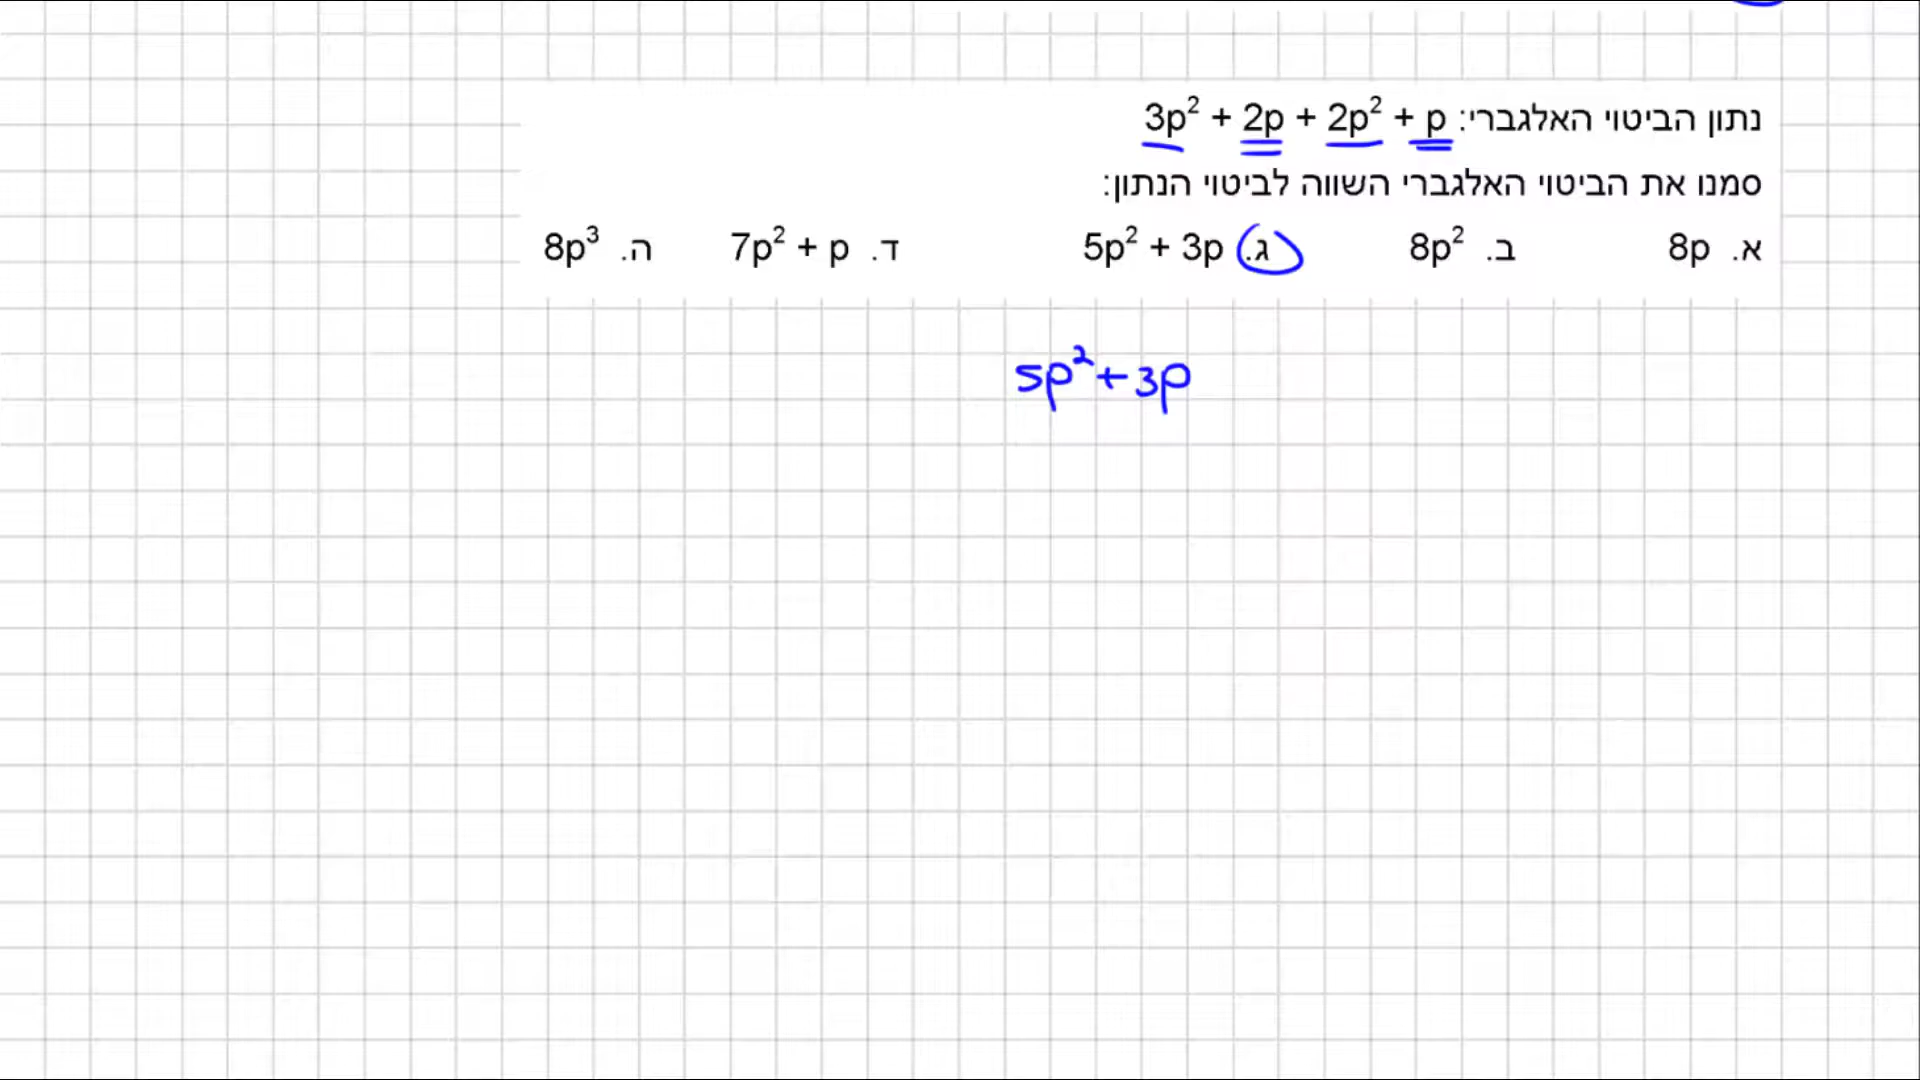 נתון הביטוי האלגברי: 3p² + 2p + 2p² + p
סמנו את הביטוי האלגברי השווה לביטוי הנתון:
א. 8p ב. 8p² ג. 5p² + 3p ד. 7p² + p ה. 8p³
5p² + 3p